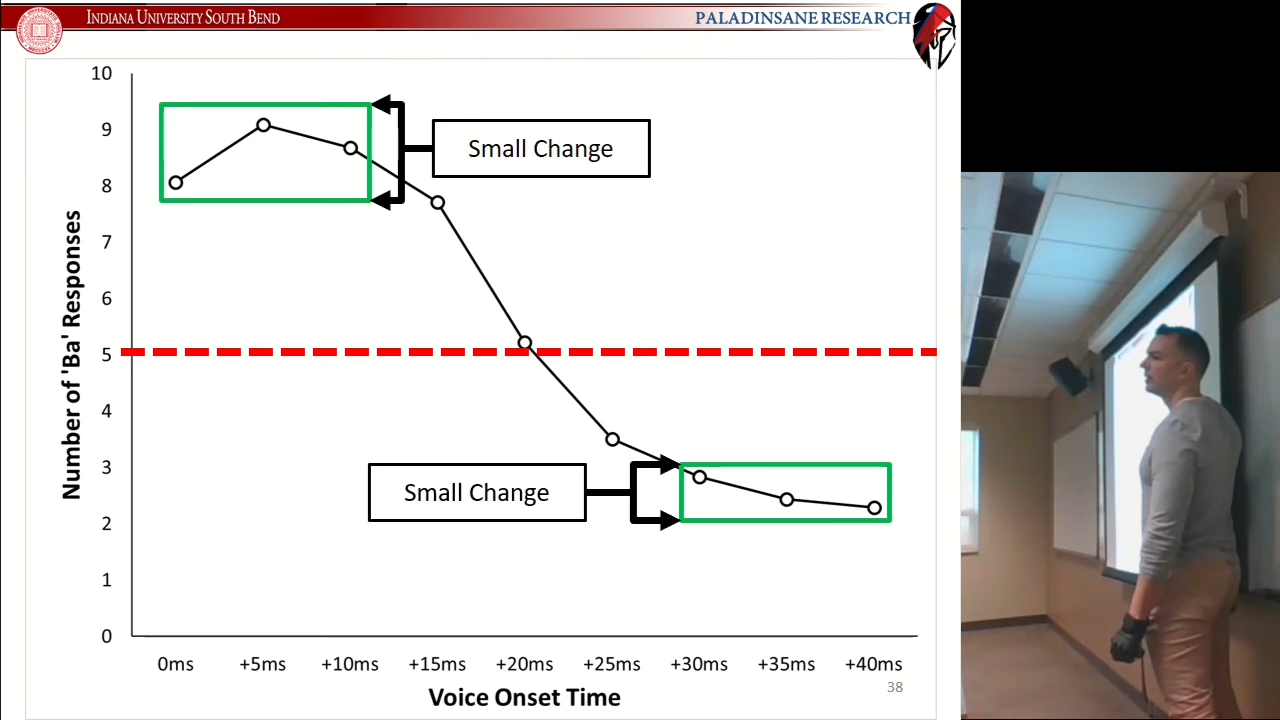 INDIANA UNIVERSITY SOUTH BEND
PALADINSANE RESEARCH
10
9
8
7
6
5
4
3
2
1
0
Number of 'Ba' Responses
Small Change
Small Change
0ms +5ms +10ms +15ms +20ms +25ms +30ms +35ms +40ms
Voice Onset Time
38